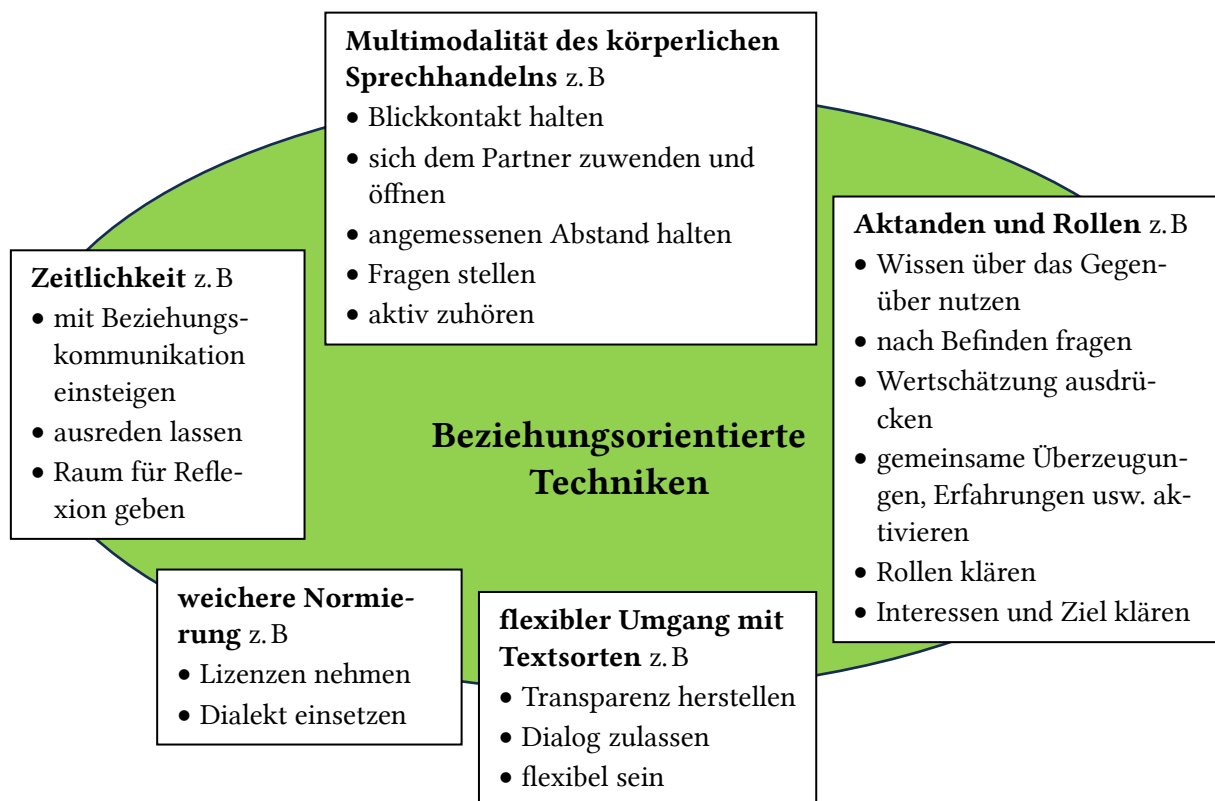 Multimodalität des körperlichen
Sprechhandelns z. B
• Blickkontakt halten
• sich dem Partner zuwenden und
öffnen
• angemessenen Abstand halten
• Fragen stellen
• aktiv zuhören
Aktanden und Rollen z. B
• Wissen über das Gegen-
über nutzen
• nach Befinden fragen
• Wertschätzung ausdrü-
cken
• gemeinsame Überzeugun-
gen, Erfahrungen usw. ak-
tivieren
• Rollen klären
• Interessen und Ziel klären
Zeitlichkeit z. B
• mit Beziehungs-
kommunikation
einsteigen
• ausreden lassen
• Raum für Refle-
xion geben
Beziehungsorientierte
Techniken
weichere Normie-
rung z. B
• Lizenzen nehmen
• Dialekt einsetzen
flexibler Umgang mit
Textsorten z. B
• Transparenz herstellen
• Dialog zulassen
• flexibel sein